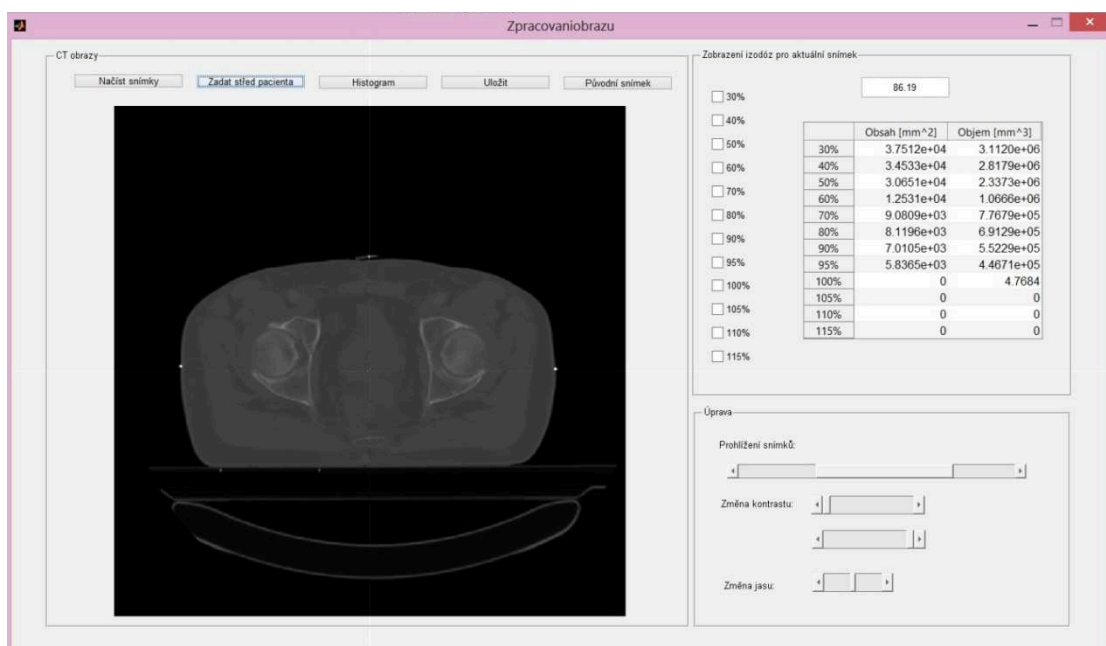 Zpracovaniobrazu
CT obrazy
Načíst snímky Zadat střed pacienta Histogram Uložit Původní snímek
Zobrazení izodóz pro aktuální snímek
86.19
30%
40%
50%
60%
70%
80%
90%
95%
100%
105%
110%
115%
Obsah [mm^2] Objem [mm^3]
30% 3.7512e+04 3.1120e+06
40% 3.4533e+04 2.8179e+06
50% 3.0651e+04 2.3373e+06
60% 1.2531e+04 1.0666e+06
70% 9.0809e+03 7.7679e+05
80% 8.1196e+03 6.9129e+05
90% 7.0105e+03 5.5229e+05
95% 5.8365e+03 4.4671e+05
100% 0 4.7684
105% 0 0
110% 0 0
115% 0 0
Úprava
Prohlížení snímků:
Změna kontrastu:
Změna jasu: